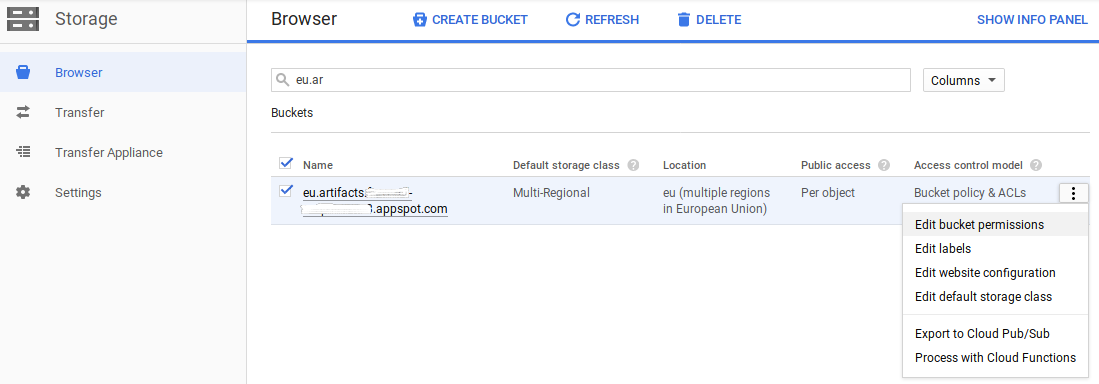 Storage
Browser
CREATE BUCKET
REFRESH
DELETE
SHOW INFO PANEL
Browser
Transfer
Transfer Appliance
Settings
eu.ar
Columns
Buckets
Name
Default storage class ?
Location
Public access ?
Access control model ?
eu.artifacts.
.appspot.com
Multi-Regional
eu (multiple regions
in European Union)
Per object
Bucket policy & ACLs
Edit bucket permissions
Edit labels
Edit website configuration
Edit default storage class
Export to Cloud Pub/Sub
Process with Cloud Functions